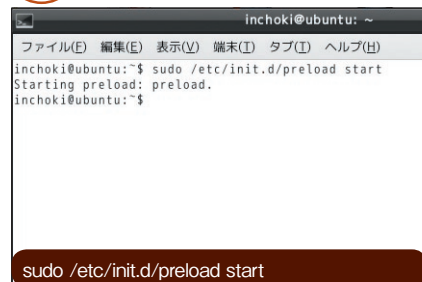 inchoki@ubuntu: ~
ファイル(F) 編集(E) 表示(V) 端末(T) タブ(T) ヘルプ(H)
inchoki@ubuntu:~$ sudo /etc/init.d/preload start
Starting preload: preload.
inchoki@ubuntu:~$
sudo /etc/init.d/preload start